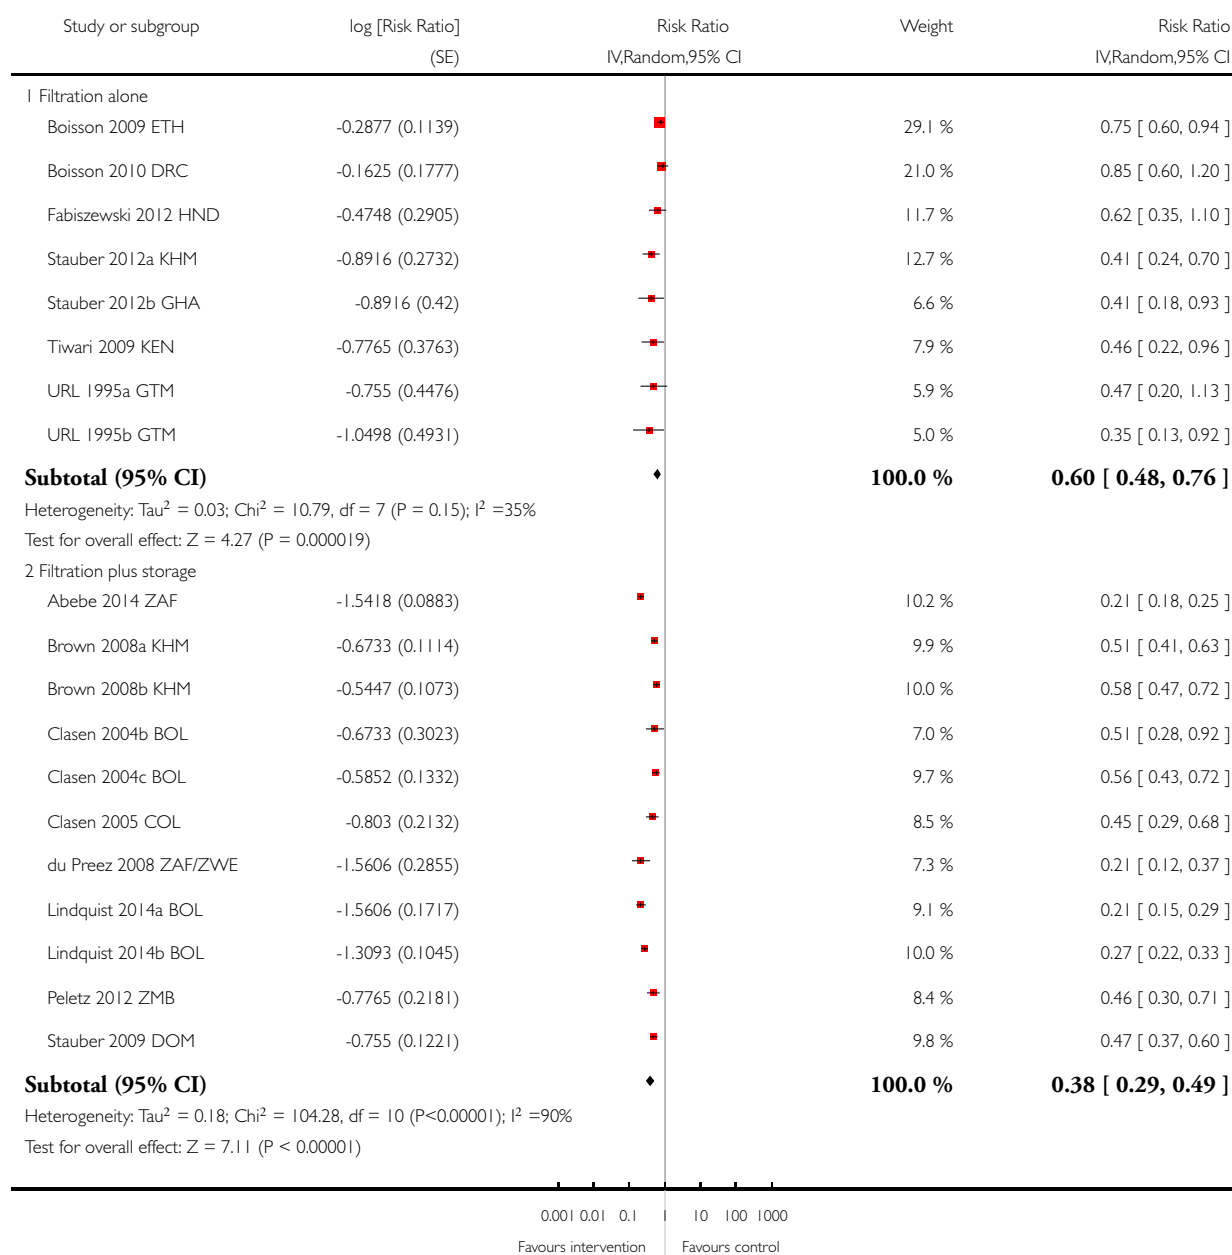 Study or subgroup log [Risk Ratio] Risk Ratio Weight Risk Ratio
(SE) IV,Random,95% CI IV,Random,95% CI
1 Filtration alone
Boisson 2009 ETH -0.2877 (0.1139) 29.1 % 0.75 [ 0.60, 0.94 ]
Boisson 2010 DRC -0.1625 (0.1777) 21.0 % 0.85 [ 0.60, 1.20 ]
Fabiszewski 2012 HND -0.4748 (0.2905) 11.7 % 0.62 [ 0.35, 1.10 ]
Stauber 2012a KHM -0.8916 (0.2732) 12.7 % 0.41 [ 0.24, 0.70 ]
Stauber 2012b GHA -0.8916 (0.42) 6.6 % 0.41 [ 0.18, 0.93 ]
Tiwari 2009 KEN -0.7765 (0.3763) 7.9 % 0.46 [ 0.22, 0.96 ]
URL 1995a GTM -0.755 (0.4476) 5.9 % 0.47 [ 0.20, 1.13 ]
URL 1995b GTM -1.0498 (0.4931) 5.0 % 0.35 [ 0.13, 0.92 ]
Subtotal (95% CI) 100.0 % 0.60 [ 0.48, 0.76 ]
Heterogeneity: Tau² = 0.03; Chi² = 10.79, df = 7 (P = 0.15); I² =35%
Test for overall effect: Z = 4.27 (P = 0.000019)
2 Filtration plus storage
Abebe 2014 ZAF -1.5418 (0.0883) 10.2 % 0.21 [ 0.18, 0.25 ]
Brown 2008a KHM -0.6733 (0.1114) 9.9 % 0.51 [ 0.41, 0.63 ]
Brown 2008b KHM -0.5447 (0.1073) 10.0 % 0.58 [ 0.47, 0.72 ]
Clasen 2004b BOL -0.6733 (0.3023) 7.0 % 0.51 [ 0.28, 0.92 ]
Clasen 2004c BOL -0.5852 (0.1332) 9.7 % 0.56 [ 0.43, 0.72 ]
Clasen 2005 COL -0.803 (0.2132) 8.5 % 0.45 [ 0.29, 0.68 ]
du Preez 2008 ZAF/ZWE -1.5606 (0.2855) 7.3 % 0.21 [ 0.12, 0.37 ]
Lindquist 2014a BOL -1.5606 (0.1717) 9.1 % 0.21 [ 0.15, 0.29 ]
Lindquist 2014b BOL -1.3093 (0.1045) 10.0 % 0.27 [ 0.22, 0.33 ]
Peletz 2012 ZMB -0.7765 (0.2181) 8.4 % 0.46 [ 0.30, 0.71 ]
Stauber 2009 DOM -0.755 (0.1221) 9.8 % 0.47 [ 0.37, 0.60 ]
Subtotal (95% CI) 100.0 % 0.38 [ 0.29, 0.49 ]
Heterogeneity: Tau² = 0.18; Chi² = 104.28, df = 10 (P<0.00001); I² =90%
Test for overall effect: Z = 7.11 (P < 0.00001)
0.001 0.01 0.1 1 10 100 1000
Favours intervention Favours control